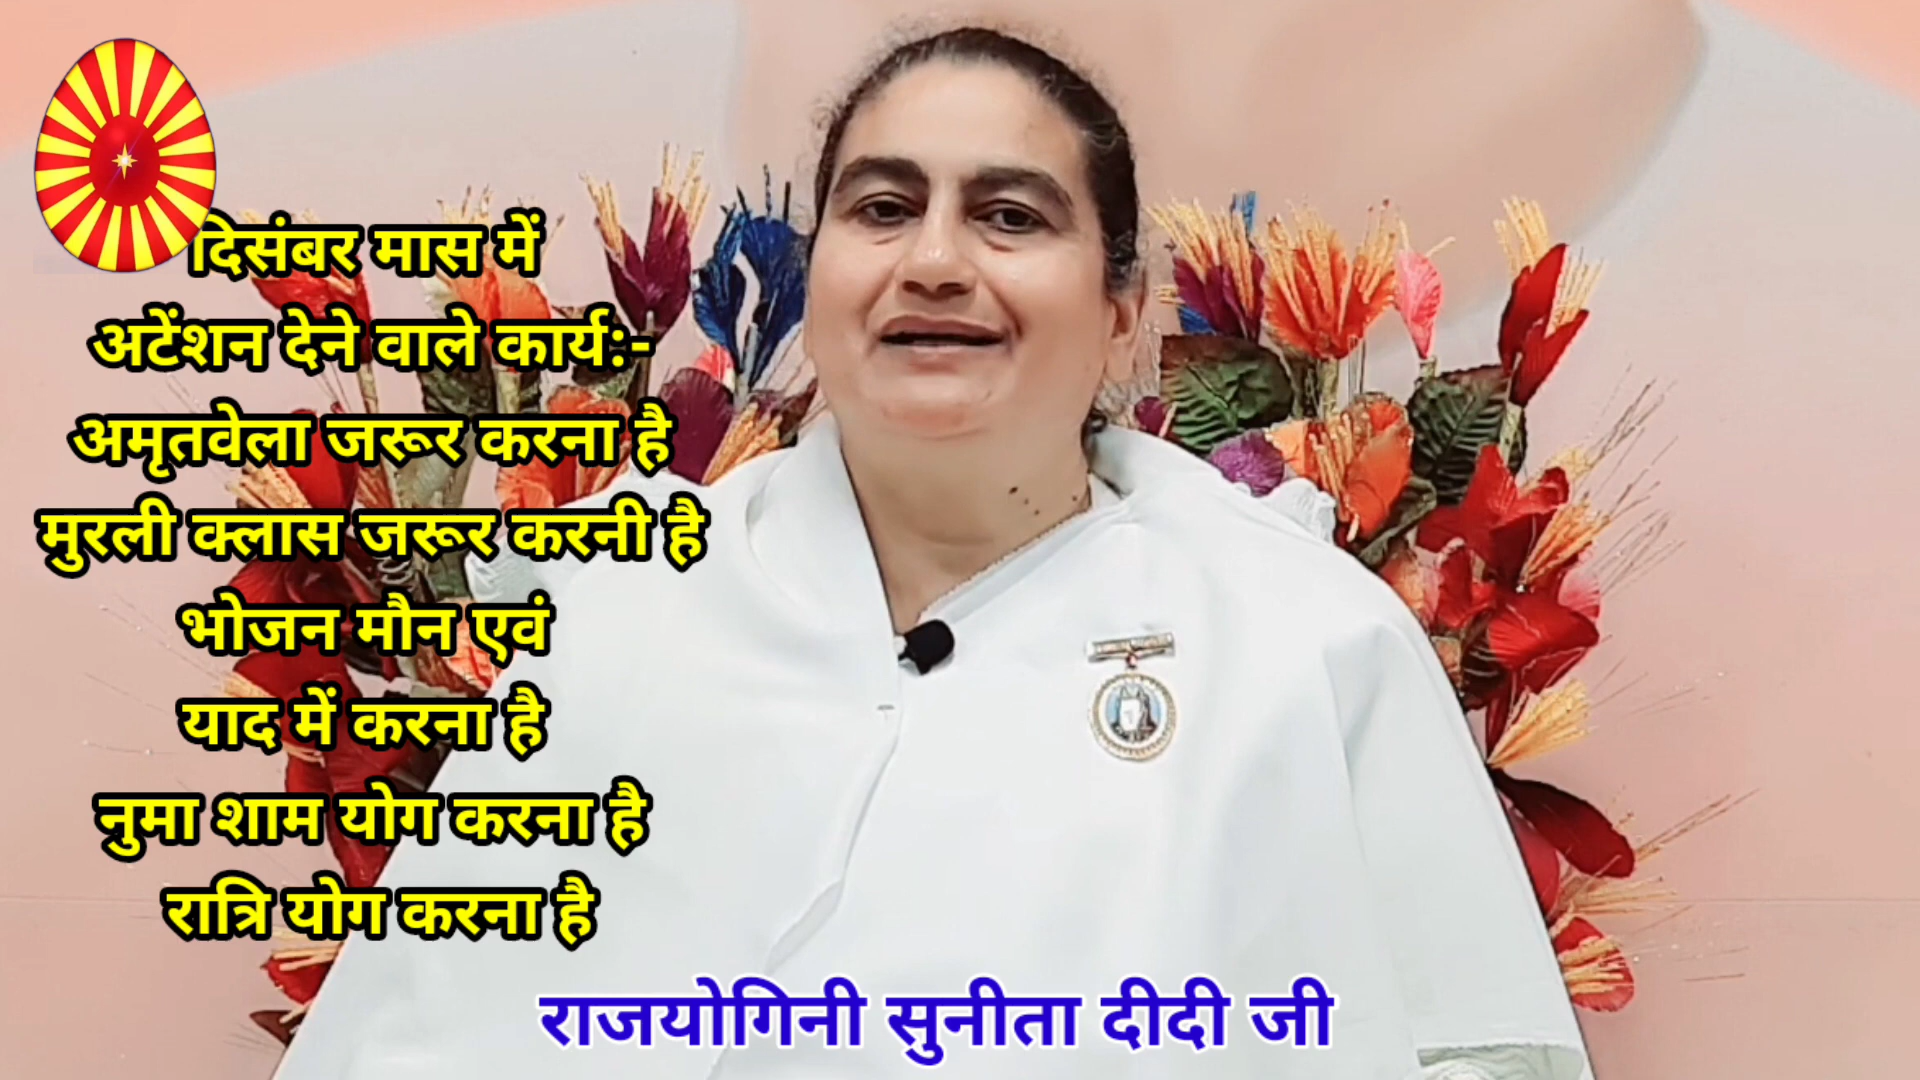 दिसंबर मास में
अटेंशन देने वाले कार्य:-
अमृतवेला जरूर करना है
मुरली क्लास जरूर करनी है
भोजन मौन एवं
याद में करना है
नुमा शाम योग करना है
रात्रि योग करना है
राजयोगिनी सुनीता दीदी जी